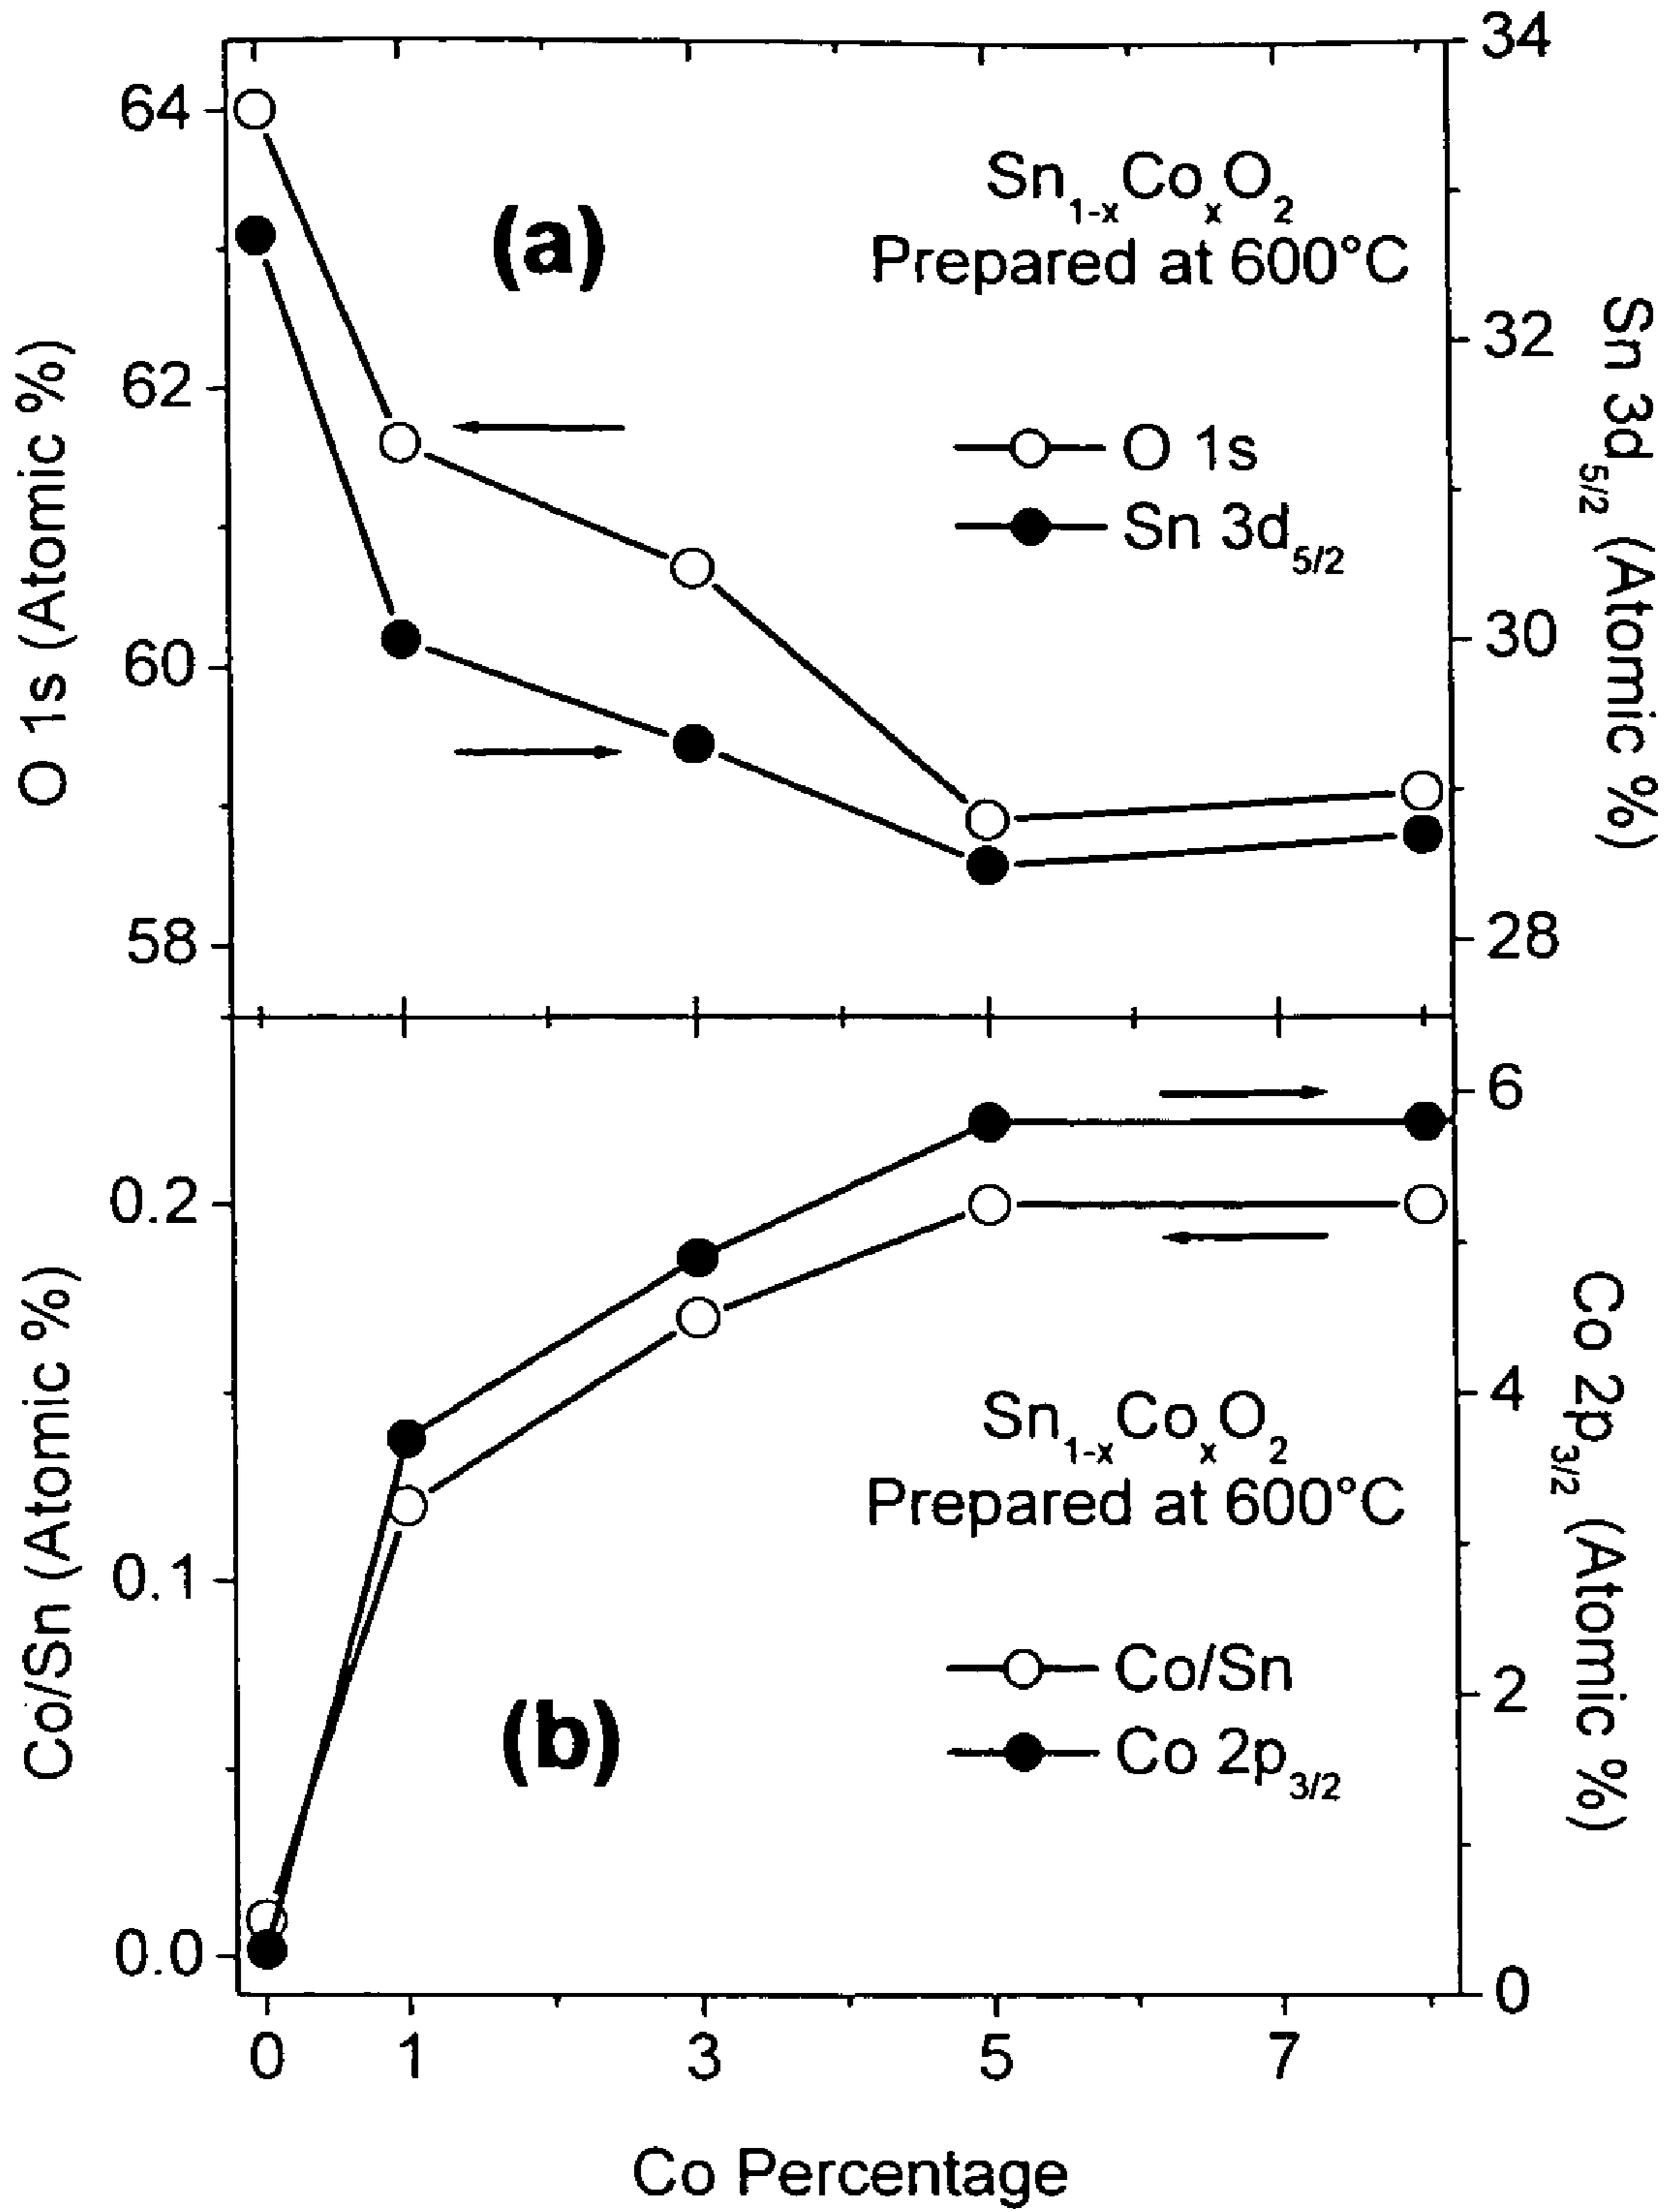 34
64
(a)
Sn1-xCoxO2
Prepared at 600°C
32
62
O 1s
Sn 3d5/2
30
60
58
28
O 1s (Atomic %)
Sn 3d5/2 (Atomic %)
6
0.2
4
Sn1-xCoxO2
Prepared at 600°C
0.1
Co/Sn
2
(b)
Co 2p3/2
0.0
0
Co/Sn (Atomic %)
Co 2p3/2 (Atomic %)
0 1 3 5 7
Co Percentage